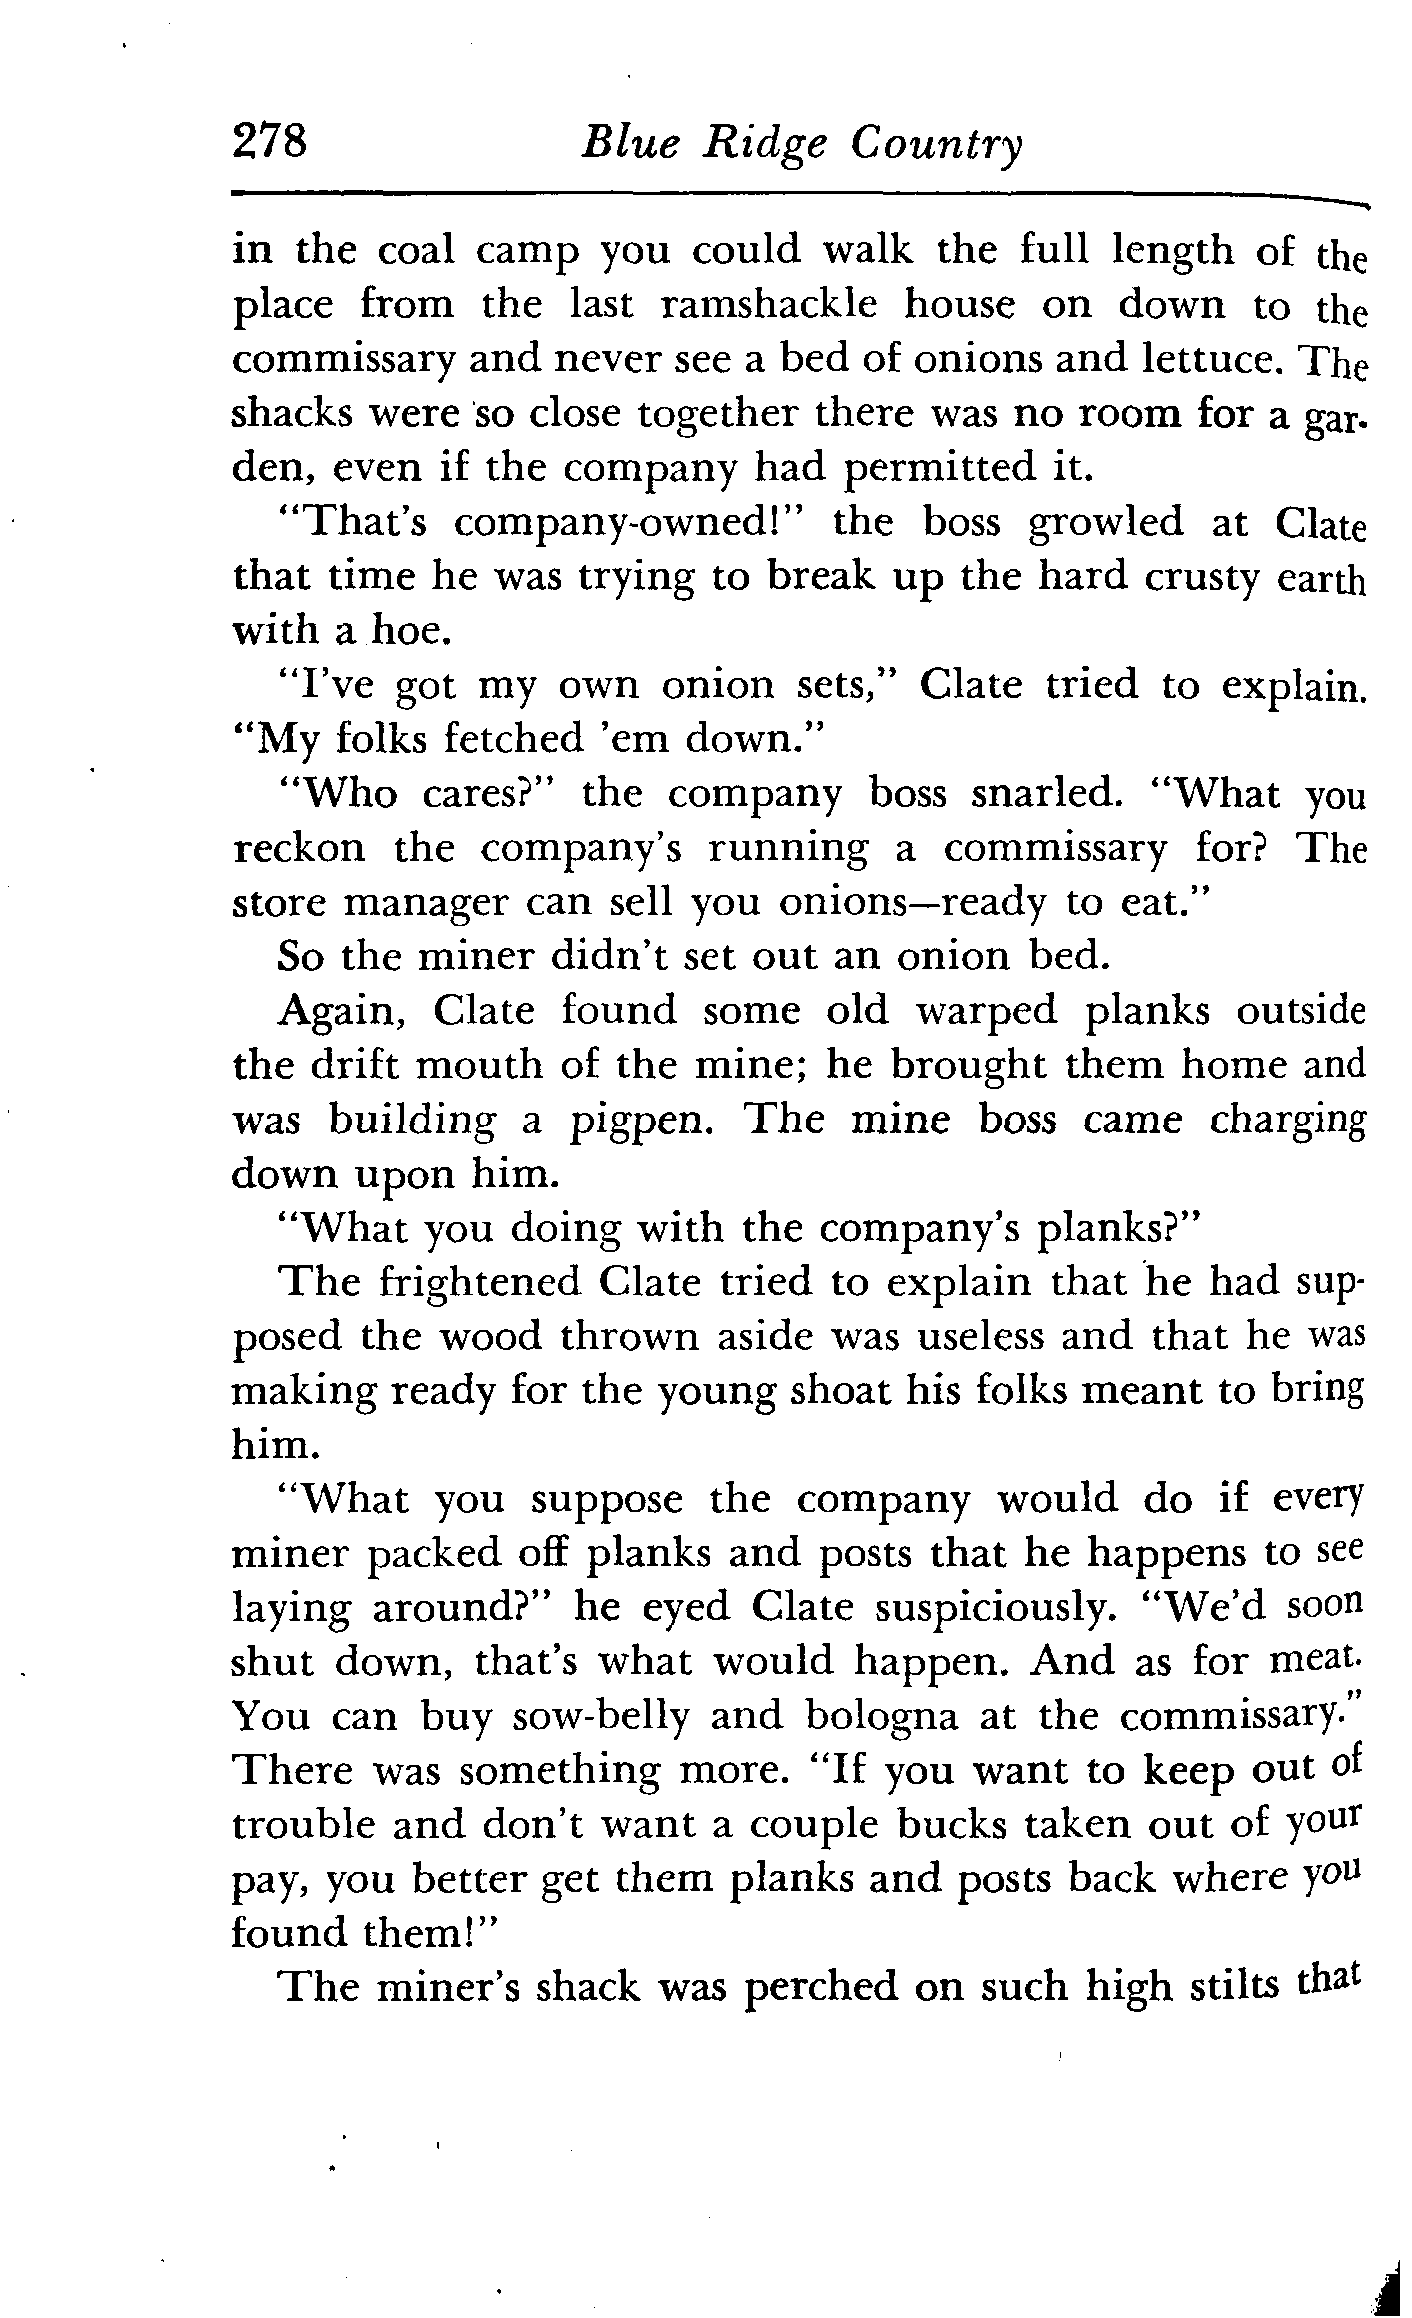 278 Blue Ridge Country
in the coal camp you could walk the full length of the
place from the last ramshackle house on down to the
commissary and never see a bed of onions and lettuce. The
shacks were so close together there was no room for a gar-
den, even if the company had permitted it.
"That's company-owned!" the boss growled at Clate
that time he was trying to break up the hard crusty earth
with a hoe.
"I've got my own onion sets," Clate tried to explain.
"My folks fetched 'em down."
"Who cares?" the company boss snarled. "What you
reckon the company's running a commissary for? The
store manager can sell you onions—ready to eat."
So the miner didn't set out an onion bed.
Again, Clate found some old warped planks outside
the drift mouth of the mine; he brought them home and
was building a pigpen. The mine boss came charging
down upon him.
"What you doing with the company's planks?"
The frightened Clate tried to explain that he had sup-
posed the wood thrown aside was useless and that he was
making ready for the young shoat his folks meant to bring
him.
"What you suppose the company would do if every
miner packed off planks and posts that he happens to see
laying around?" he eyed Clate suspiciously. "We'd soon
shut down, that's what would happen. And as for meat.
You can buy sow-belly and bologna at the commissary."
There was something more. "If you want to keep out of
trouble and don't want a couple bucks taken out of your
pay, you better get them planks and posts back where you
found them!"
The miner's shack was perched on such high stilts that